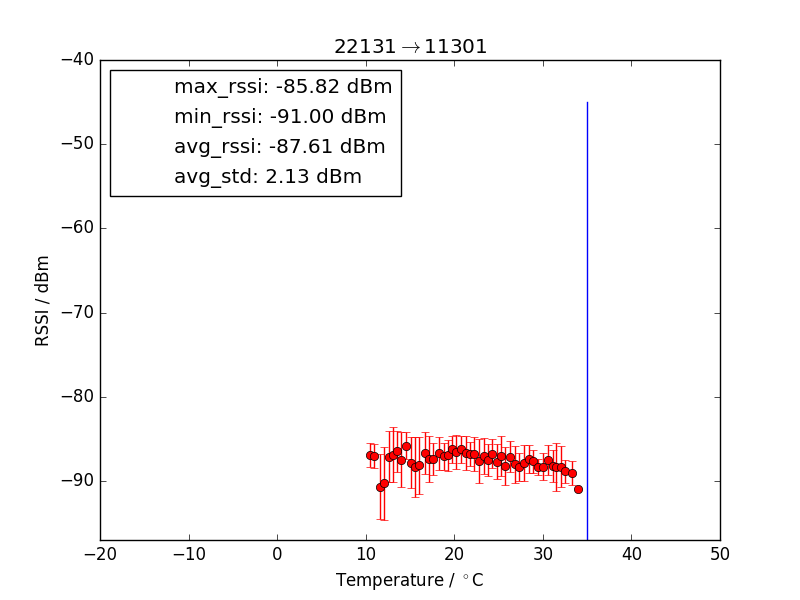 22131→11301
max_rssi: -85.82 dBm
min_rssi: -91.00 dBm
avg_rssi: -87.61 dBm
avg_std: 2.13 dBm
RSSI / dBm
−40
−50
−60
−70
−80
−90
−20 −10 0 10 20 30 40 50
Temperature / °C